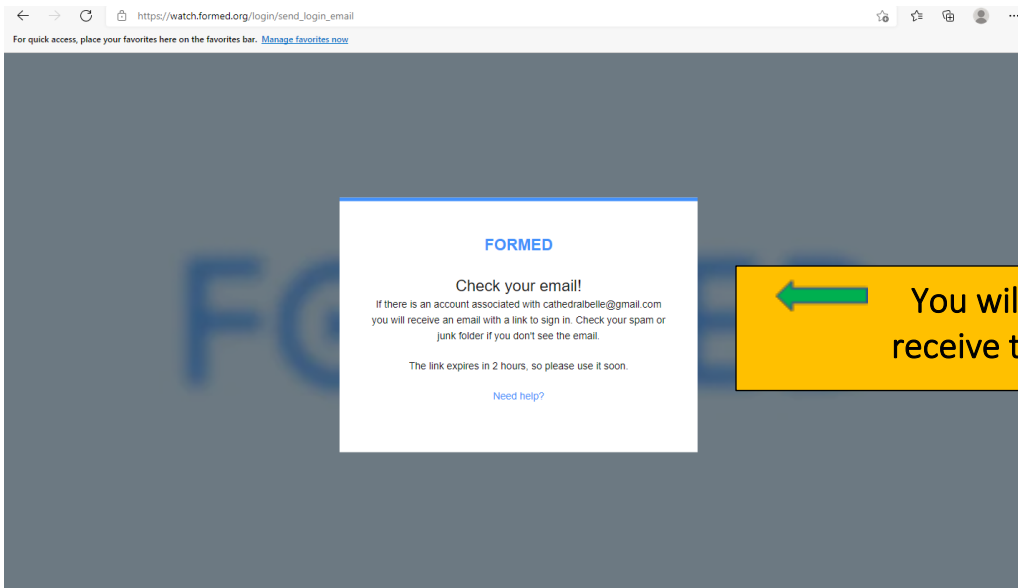 https://watch.formed.org/login/send_login_email
For quick access, place your favorites here on the favorites bar. Manage favorites now
FORMED
Check your email!
If there is an account associated with cathedralbelle@gmail.com
you will receive an email with a link to sign in. Check your spam or
junk folder if you don't see the email.
The link expires in 2 hours, so please use it soon.
Need help?
You wil
receive t